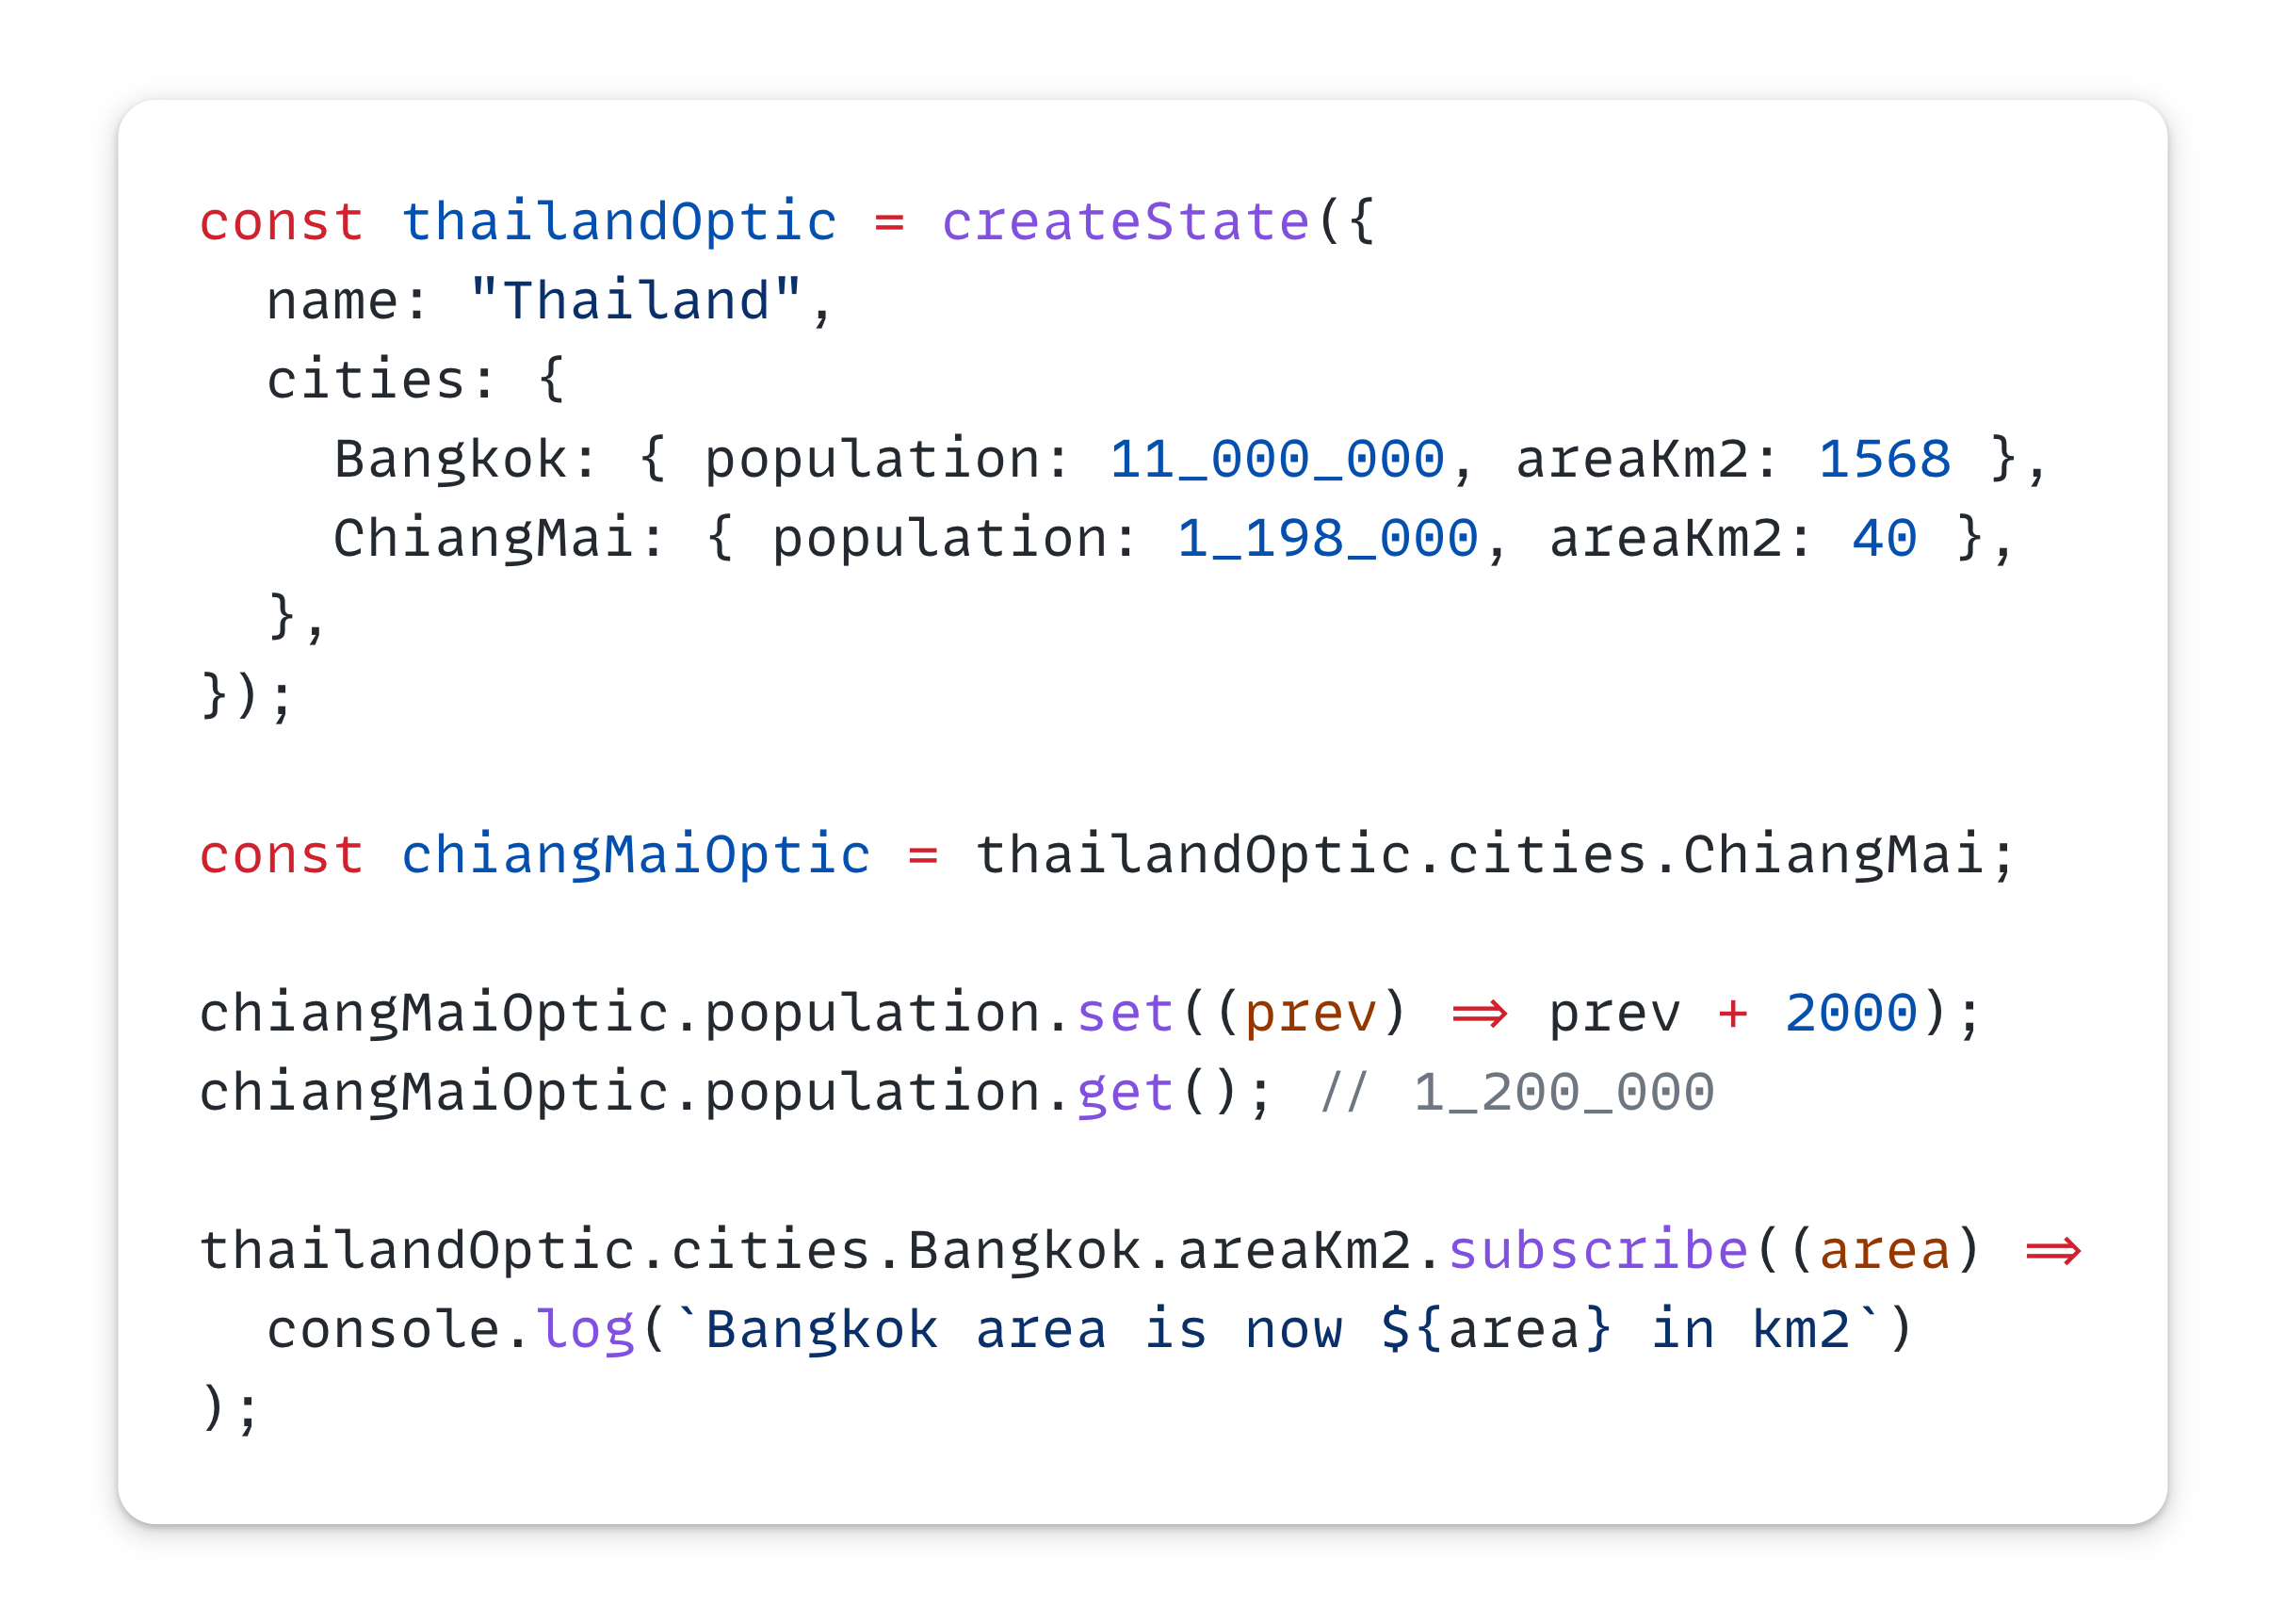 const thailandOptic = createState({
  name: "Thailand",
  cities: {
    Bangkok: { population: 11_000_000, areaKm2: 1568 },
    ChiangMai: { population: 1_198_000, areaKm2: 40 },
  },
});

const chiangMaiOptic = thailandOptic.cities.ChiangMai;

chiangMaiOptic.population.set((prev) => prev + 2000);
chiangMaiOptic.population.get(); // 1_200_000

thailandOptic.cities.Bangkok.areaKm2.subscribe((area) =>
  console.log(`Bangkok area is now ${area} in km2`)
);